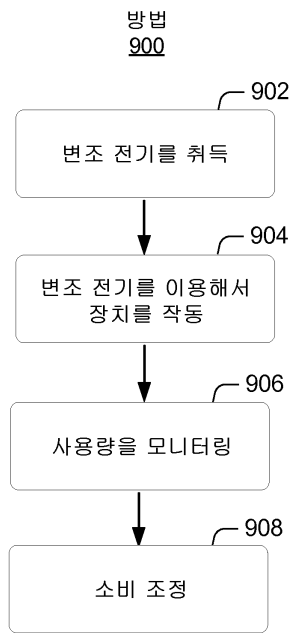 방법
900
902
변조 전기를 취득
904
변조 전기를 이용해서
장치를 작동
906
사용량을 모니터링
908
소비 조정